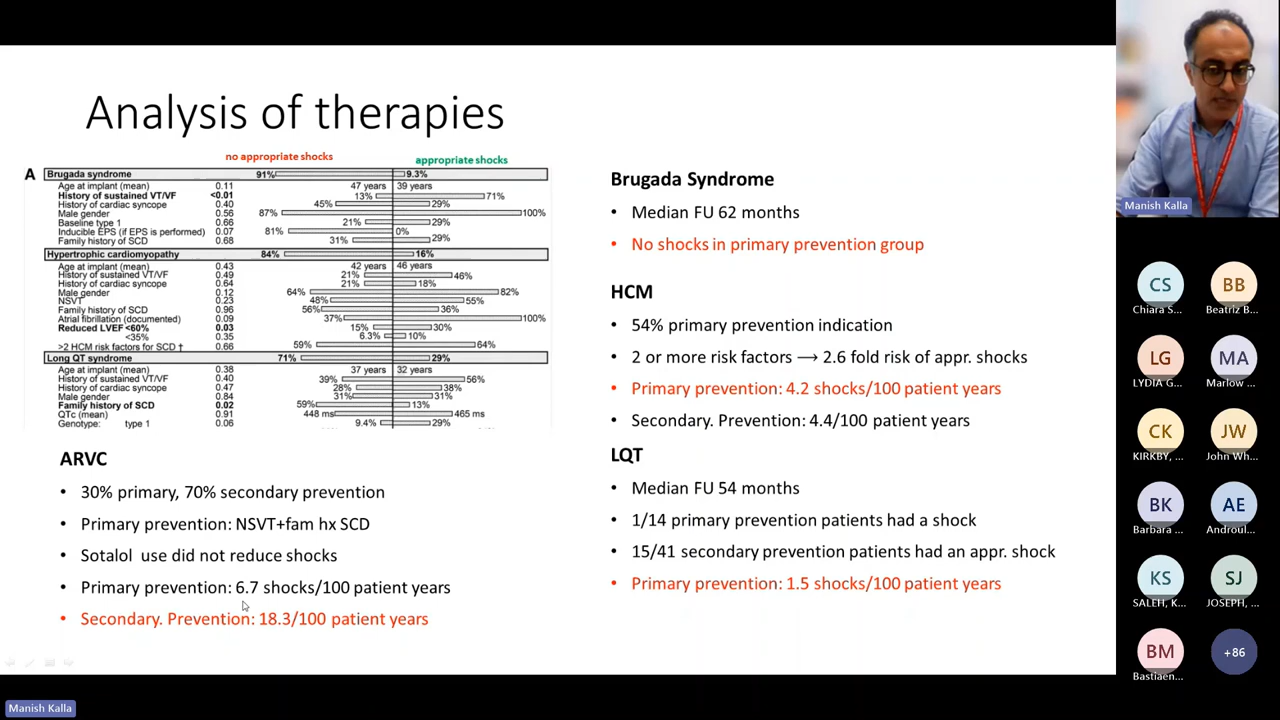 Analysis of therapies
no appropriate shocks
appropriate shocks
A
Brugada syndrome 91% 9.3%
Age at implant (mean) 0.11 47 years 39 years
History of sustained VT/VF <0.01 13% 71%
History of cardiac syncope 0.40 45% 29%
Male gender 0.56 87% 100%
Baseline type 1 0.66 21% 29%
Inducible EPS (if EPS is performed) 0.07 81% 0%
Family history of SCD 0.68 31% 29%
Hypertrophic cardiomyopathy 84% 16%
Age at implant (mean) 0.43 42 years 46 years
History of sustained VT/VF 0.49 21% 46%
History of cardiac syncope 0.64 21% 18%
Male gender 0.12 64% 82%
NSVT 0.23 48% 55%
Family history of SCD 0.96 56% 36%
Atrial fibrillation (documented) 0.09 37% 100%
Reduced LVEF <60% 0.03 15% 30%
<35% 0.35 6.3% 10%
>2 HCM risk factors for SCD † 0.66 59% 64%
Long QT syndrome 71% 29%
Age at implant (mean) 0.38 37 years 32 years
History of sustained VT/VF 0.40 39% 56%
History of cardiac syncope 0.47 28% 38%
Male gender 0.84 31% 31%
Family history of SCD 0.02 59% 13%
QTc (mean) 0.91 448 ms 465 ms
Genotype: type 1 0.06 9.4% 29%
ARVC
• 30% primary, 70% secondary prevention
• Primary prevention: NSVT+fam hx SCD
• Sotalol use did not reduce shocks
• Primary prevention: 6.7 shocks/100 patient years
• Secondary. Prevention: 18.3/100 patient years
Brugada Syndrome
• Median FU 62 months
• No shocks in primary prevention group
HCM
• 54% primary prevention indication
• 2 or more risk factors → 2.6 fold risk of appr. shocks
• Primary prevention: 4.2 shocks/100 patient years
• Secondary. Prevention: 4.4/100 patient years
LQT
• Median FU 54 months
• 1/14 primary prevention patients had a shock
• 15/41 secondary prevention patients had an appr. shock
• Primary prevention: 1.5 shocks/100 patient years
Manish Kalla
CS
Chiara S...
BB
Beatriz B...
LG
LYDIA G...
MA
Marlow ...
CK
KIRKBY, ...
JW
John Wh...
BK
Barbara ...
AE
Androul...
KS
SALEH, K...
SJ
JOSEPH, ...
BM
Bastiaen...
+86
Manish Kalla